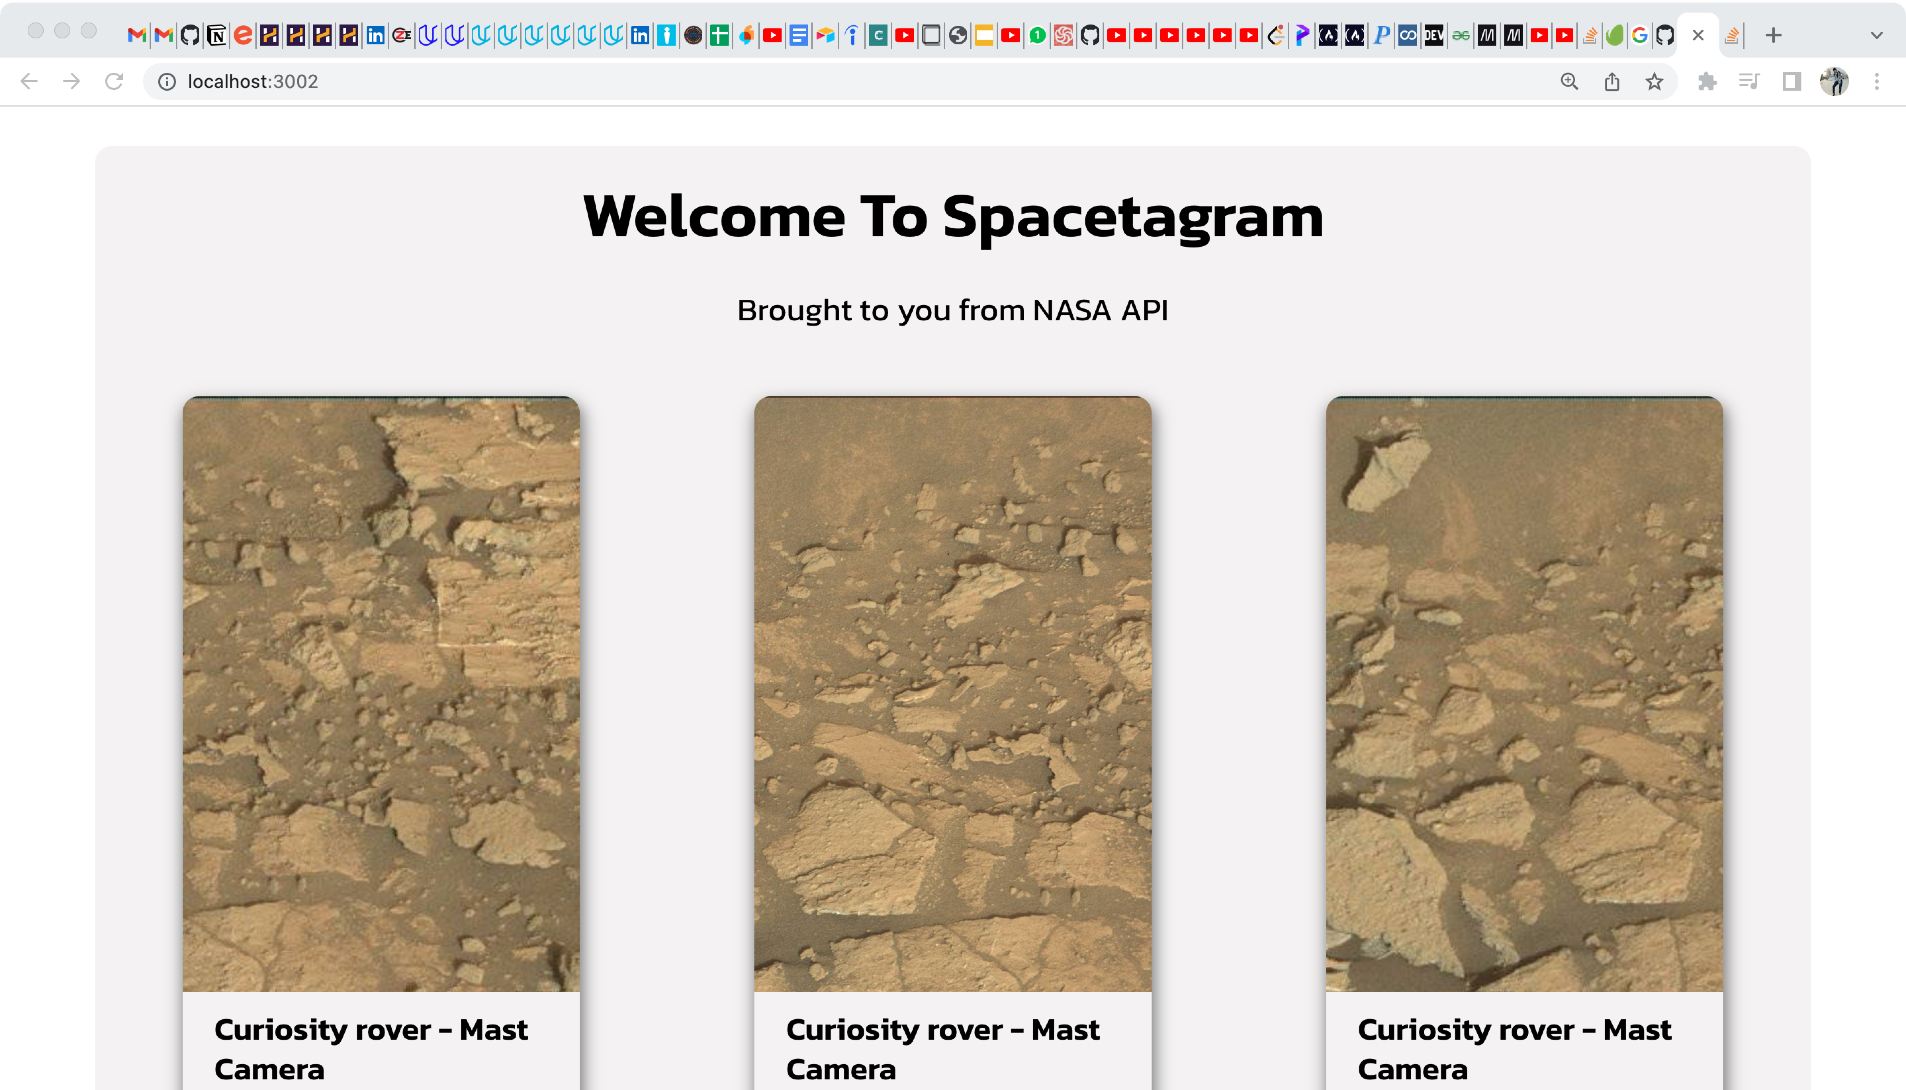 localhost:3002
Welcome To Spacetagram
Brought to you from NASA API
Curiosity rover - Mast
Camera
Curiosity rover - Mast
Camera
Curiosity rover - Mast
Camera